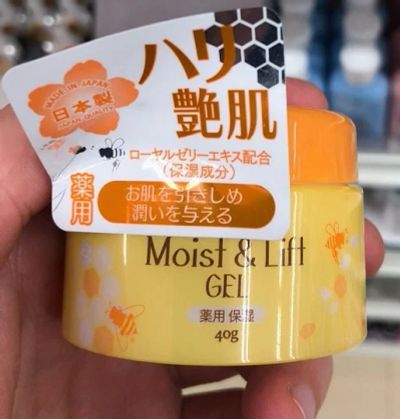 ハリ
艶肌
MADE IN JAPAN
日本製
JAPAN QUALITY
ローヤルゼリーエキス配合
(保湿成分)
薬用
お肌を引きしめ
潤いを与える
Moist & Lift
GEL
薬用 保湿
40g